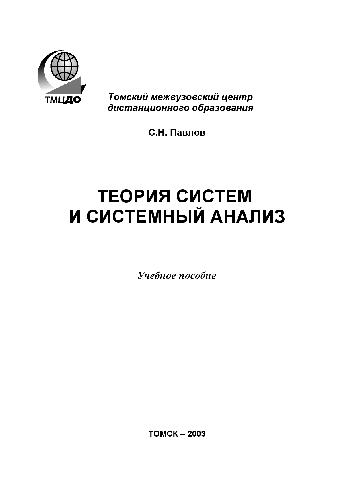 ТМЦДО
Томский межвузовский центр
дистанционного образования
С.Н. Павлов
ТЕОРИЯ СИСТЕМ
И СИСТЕМНЫЙ АНАЛИЗ
Учебное пособие
ТОМСК – 2003